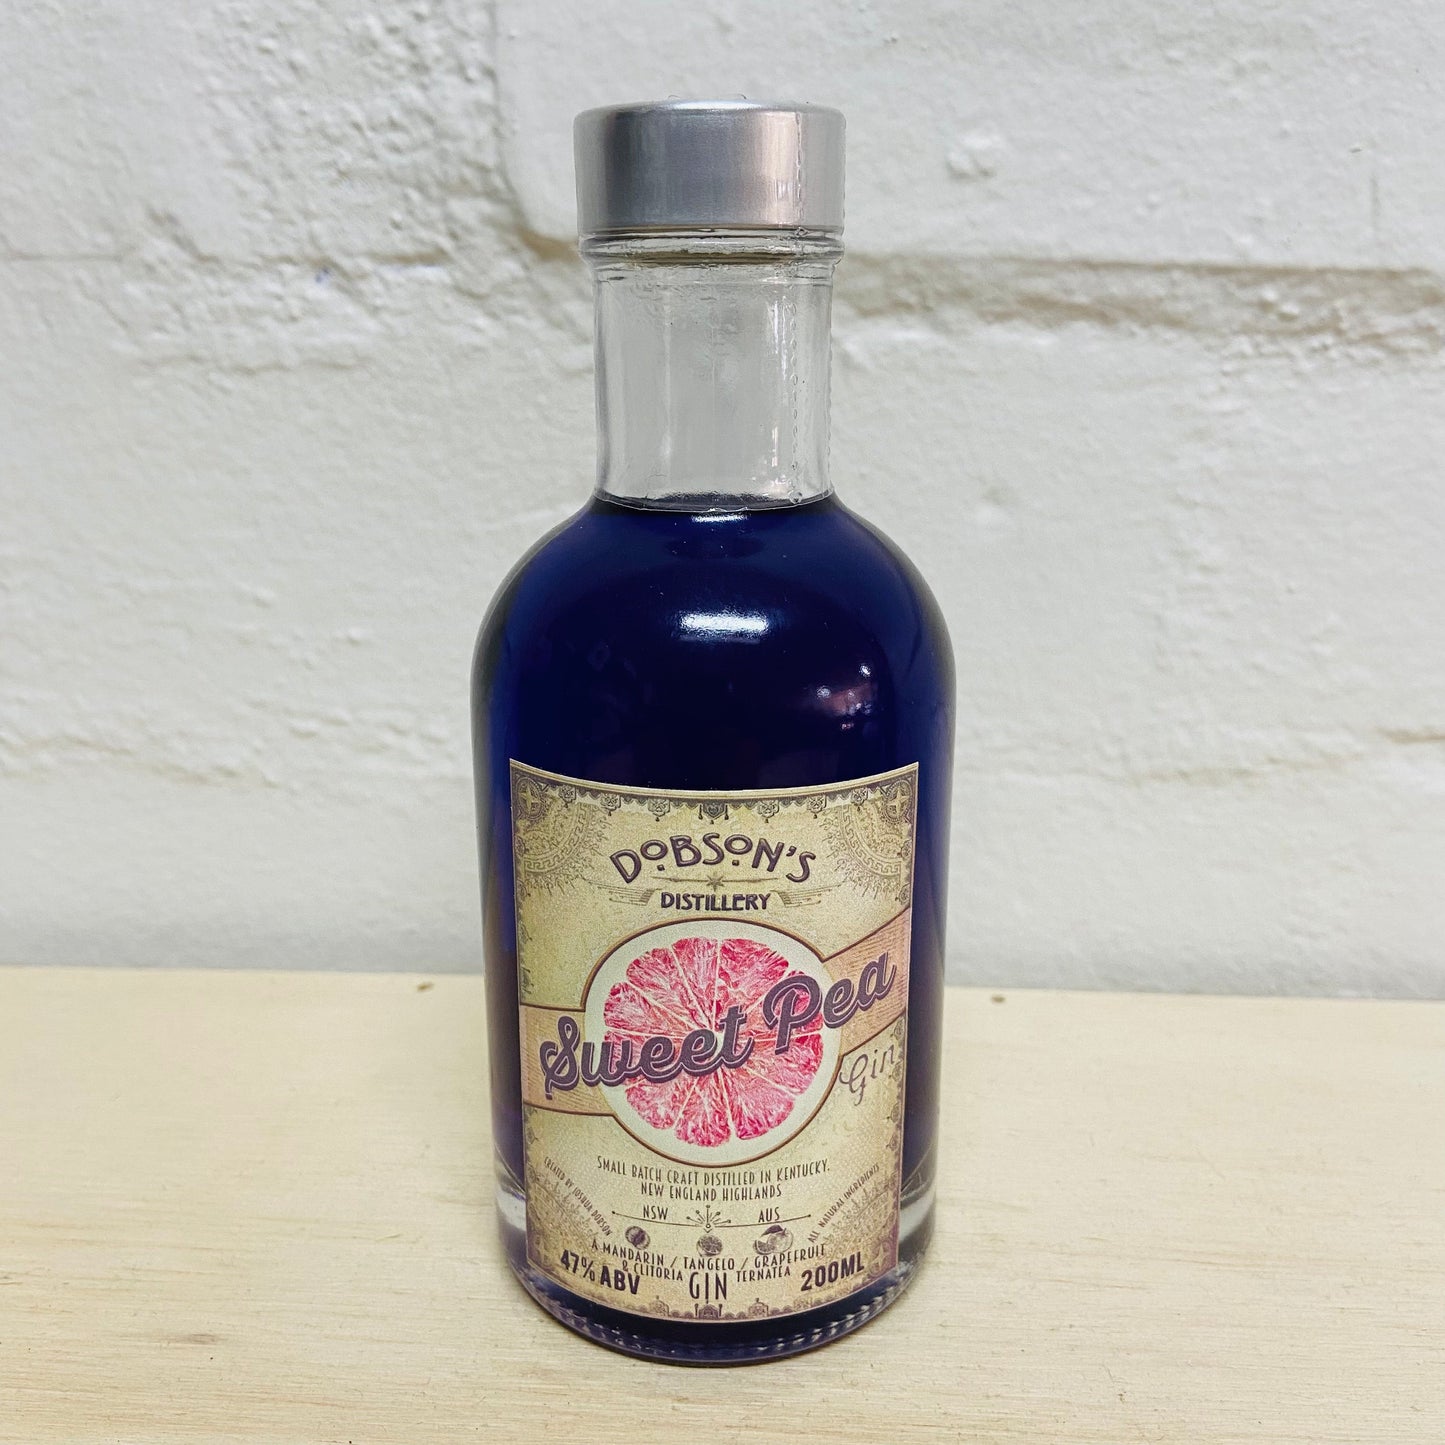 DOBSON'S
DISTILLERY
Sweet Pea
Gin
SMALL BATCH CRAFT DISTILLED IN KENTUCKY.
NEW ENGLAND HIGHLANDS
NSW AUS
CREATED BY JOSHUA DOBSON
ALL NATURAL INGREDIENTS
A MANDARIN / TANGELO / GRAPEFRUIT
& CLITORIA GIN TERNATEA
47% ABV
200ML